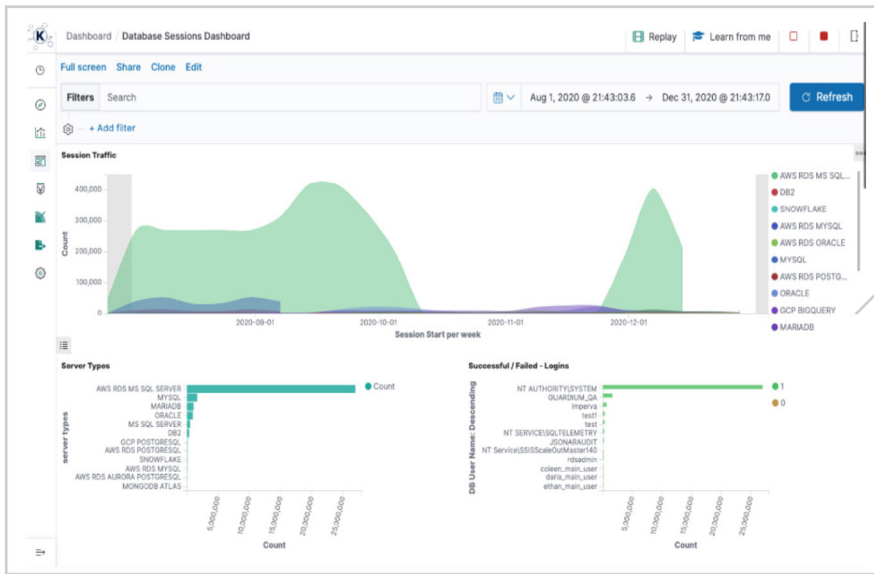 K
Dashboard / Database Sessions Dashboard
Replay
Learn from me
Full screen Share Clone Edit
Filters Search
Aug 1, 2020 @ 21:43:03.6 → Dec 31, 2020 @ 21:43:17.0
Refresh
+ Add filter
Session Traffic
Count
400,000
300,000
200,000
100,000
0
2020-09-01 2020-10-01 2020-11-01 2020-12-01
Session Start per week
AWS RDS MS SQL...
DB2
SNOWFLAKE
AWS RDS MYSQL
AWS RDS ORACLE
MYSQL
AWS RDS POSTG...
ORACLE
GCP BIGQUERY
MARIADB
Server Types
server types
AWS RDS MS SQL SERVER
MYSQL
MARIADB
ORACLE
MS SQL SERVER
DB2
GCP POSTGRESQL
AWS RDS POSTGRESQL
SNOWFLAKE
AWS RDS MYSQL
AWS RDS AURORA POSTGRESQL
MONGODB ATLAS
5,000,000 10,000,000 15,000,000 20,000,000 25,000,000
Count
Count
Successful / Failed - Logins
DB User Name: Descending
NT AUTHORITY\SYSTEM
GUARDIUM_QA
imperva
test1
test
NT SERVICE\SQLTELEMETRY
JSONARAUDIT
NT Service\SSISScaleOutMaster140
rdsadmin
coleen_main_user
daria_main_user
ethan_main_user
5,000,000 10,000,000 15,000,000 20,000,000 25,000,000
Count
1
0